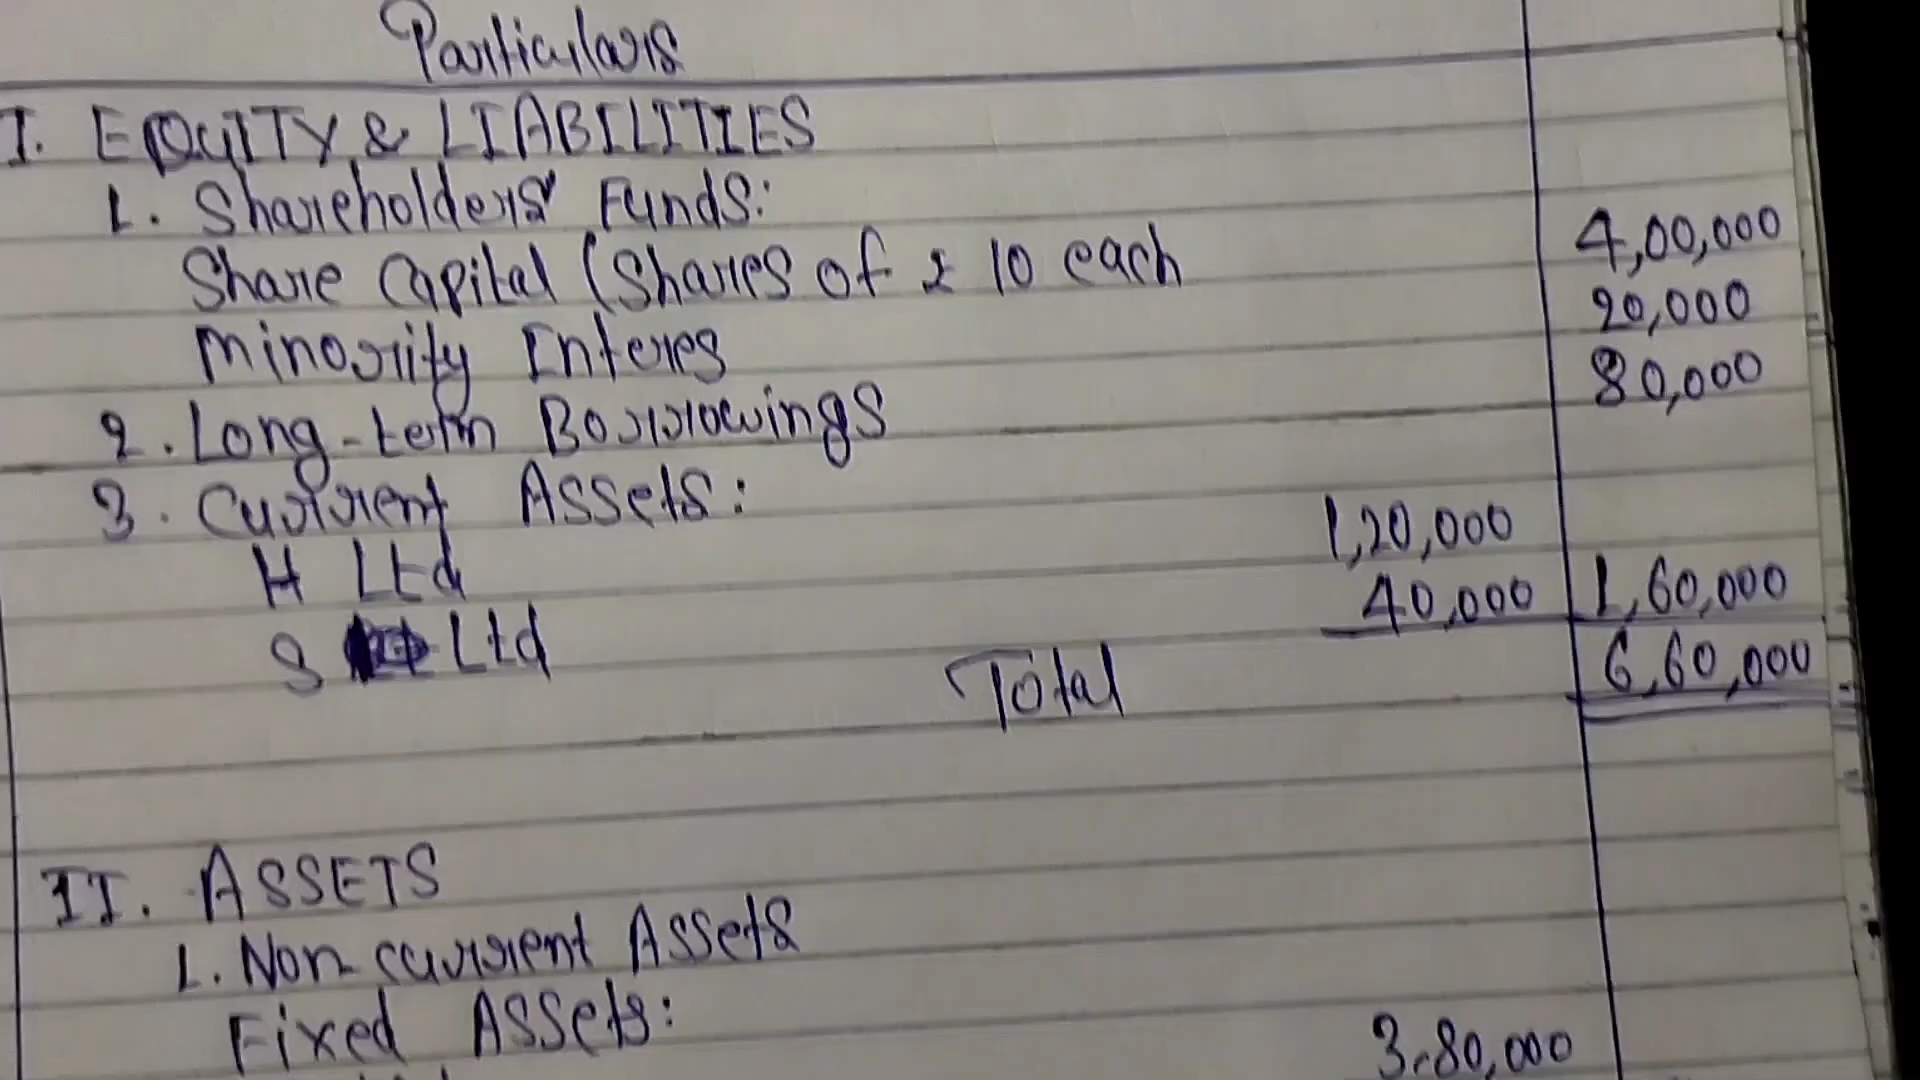 Particulars
I. EQUITY & LIABILITIES
1. Shareholders' Funds:
Share Capital (Shares of ₹ 10 each 4,00,000
Minority Interes 20,000
2. Long-term Borrowings 80,000
3. Current Assets:
H Ltd 1,20,000
S Ltd 40,000 1,60,000
Total 6,60,000
II. ASSETS
1. Non current Assets
Fixed Assets:
3,80,000